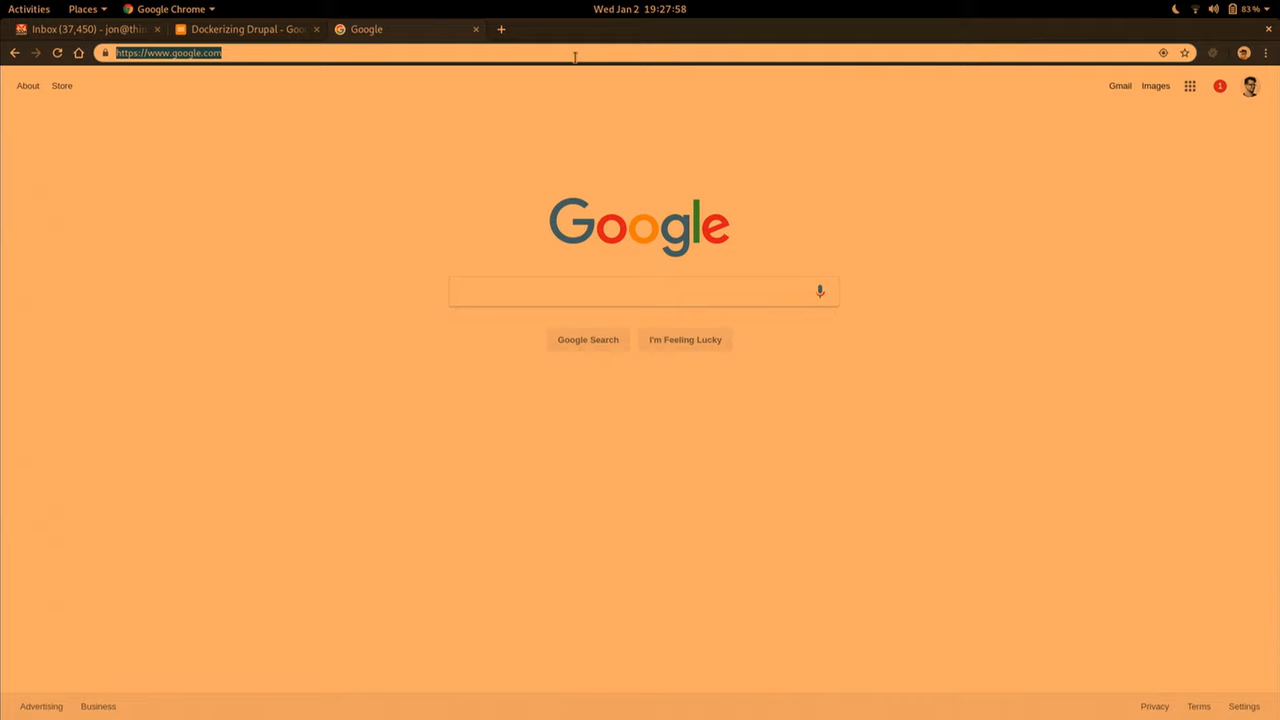 Activities Places Google Chrome Wed Jan 2 19:27:58 83 %
Inbox (37,450) - jon@thi Dockerizing Drupal - Goo Google
https://www.google.com
About Store Gmail Images 1
Google
Google Search I'm Feeling Lucky
Advertising Business Privacy Terms Settings